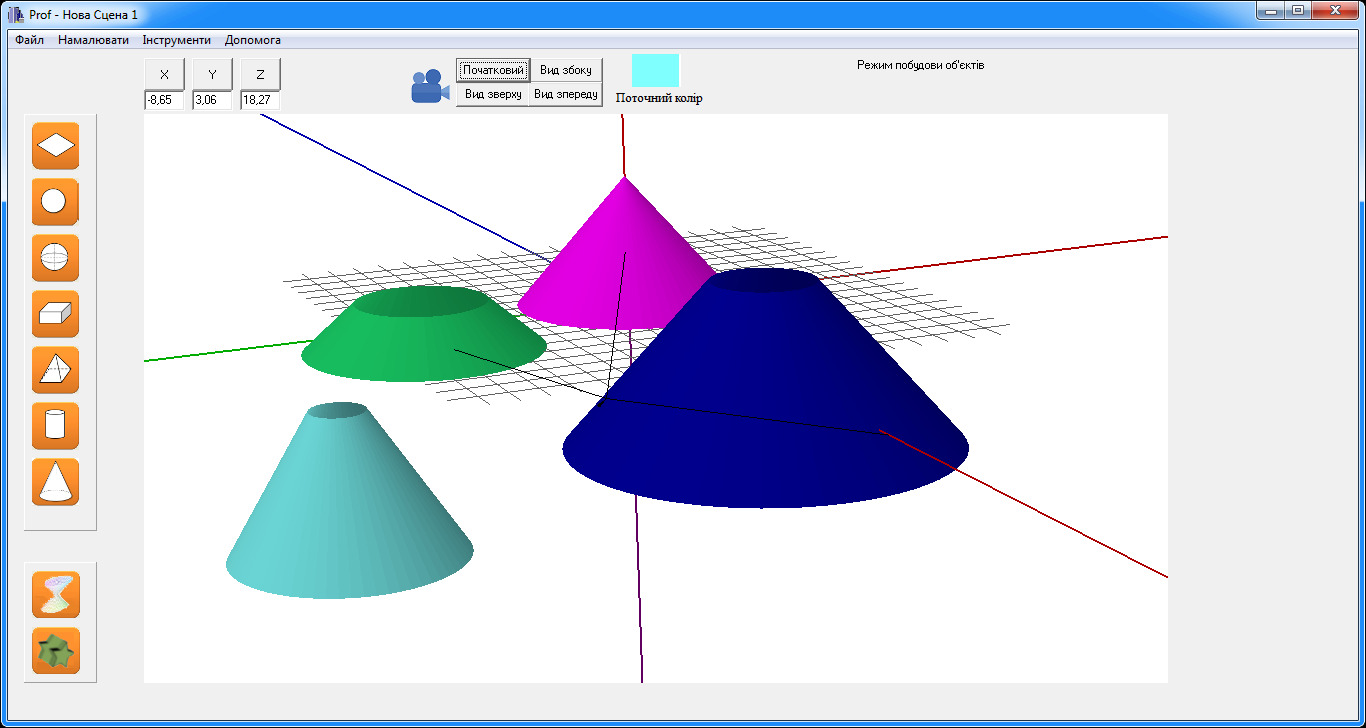 Prof - Нова Сцена 1
Файл Намалювати Інструменти Допомога
X Y Z
-8,65 3,06 18,27
Початковий Вид збоку
Вид зверху Вид зпереду
Поточний колір
Режим побудови об'єктів